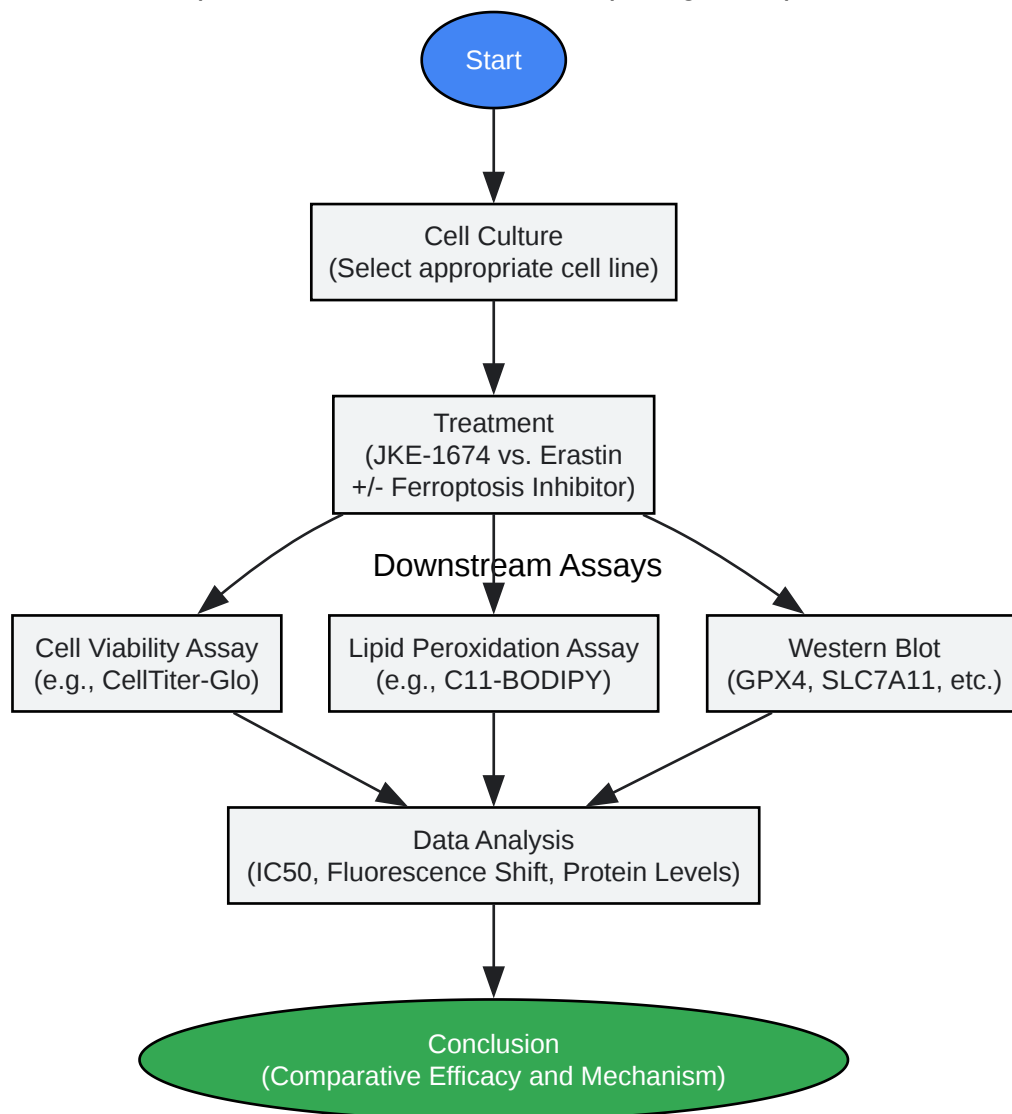 Start
Cell Culture
(Select appropriate cell line)
Treatment
(JKE-1674 vs. Erastin
+/- Ferroptosis Inhibitor)
Downstream Assays
Cell Viability Assay
(e.g., CellTiter-Glo)
Lipid Peroxidation Assay
(e.g., C11-BODIPY)
Western Blot
(GPX4, SLC7A11, etc.)
Data Analysis
(IC50, Fluorescence Shift, Protein Levels)
Conclusion
(Comparative Efficacy and Mechanism)